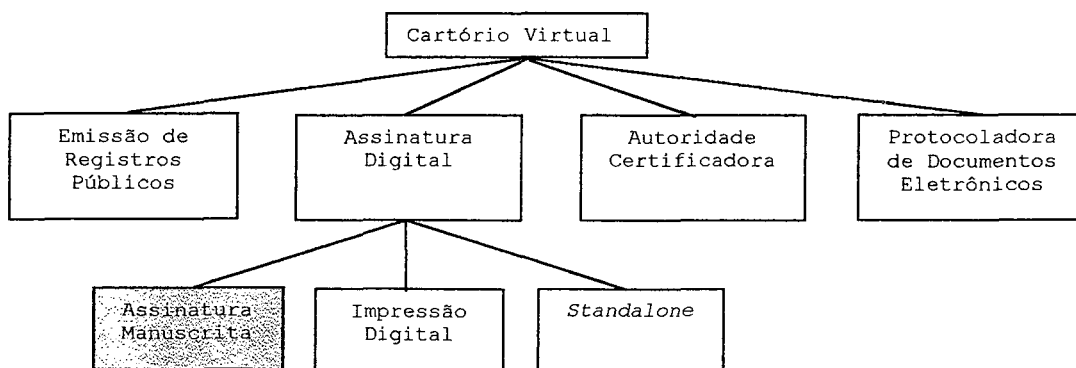 Cartório Virtual
Emissão de
Registros
Públicos
Assinatura
Digital
Autoridade
Certificadora
Protocoladora
de Documentos
Eletrônicos
Assinatura
Manuscrita
Impressão
Digital
Standalone